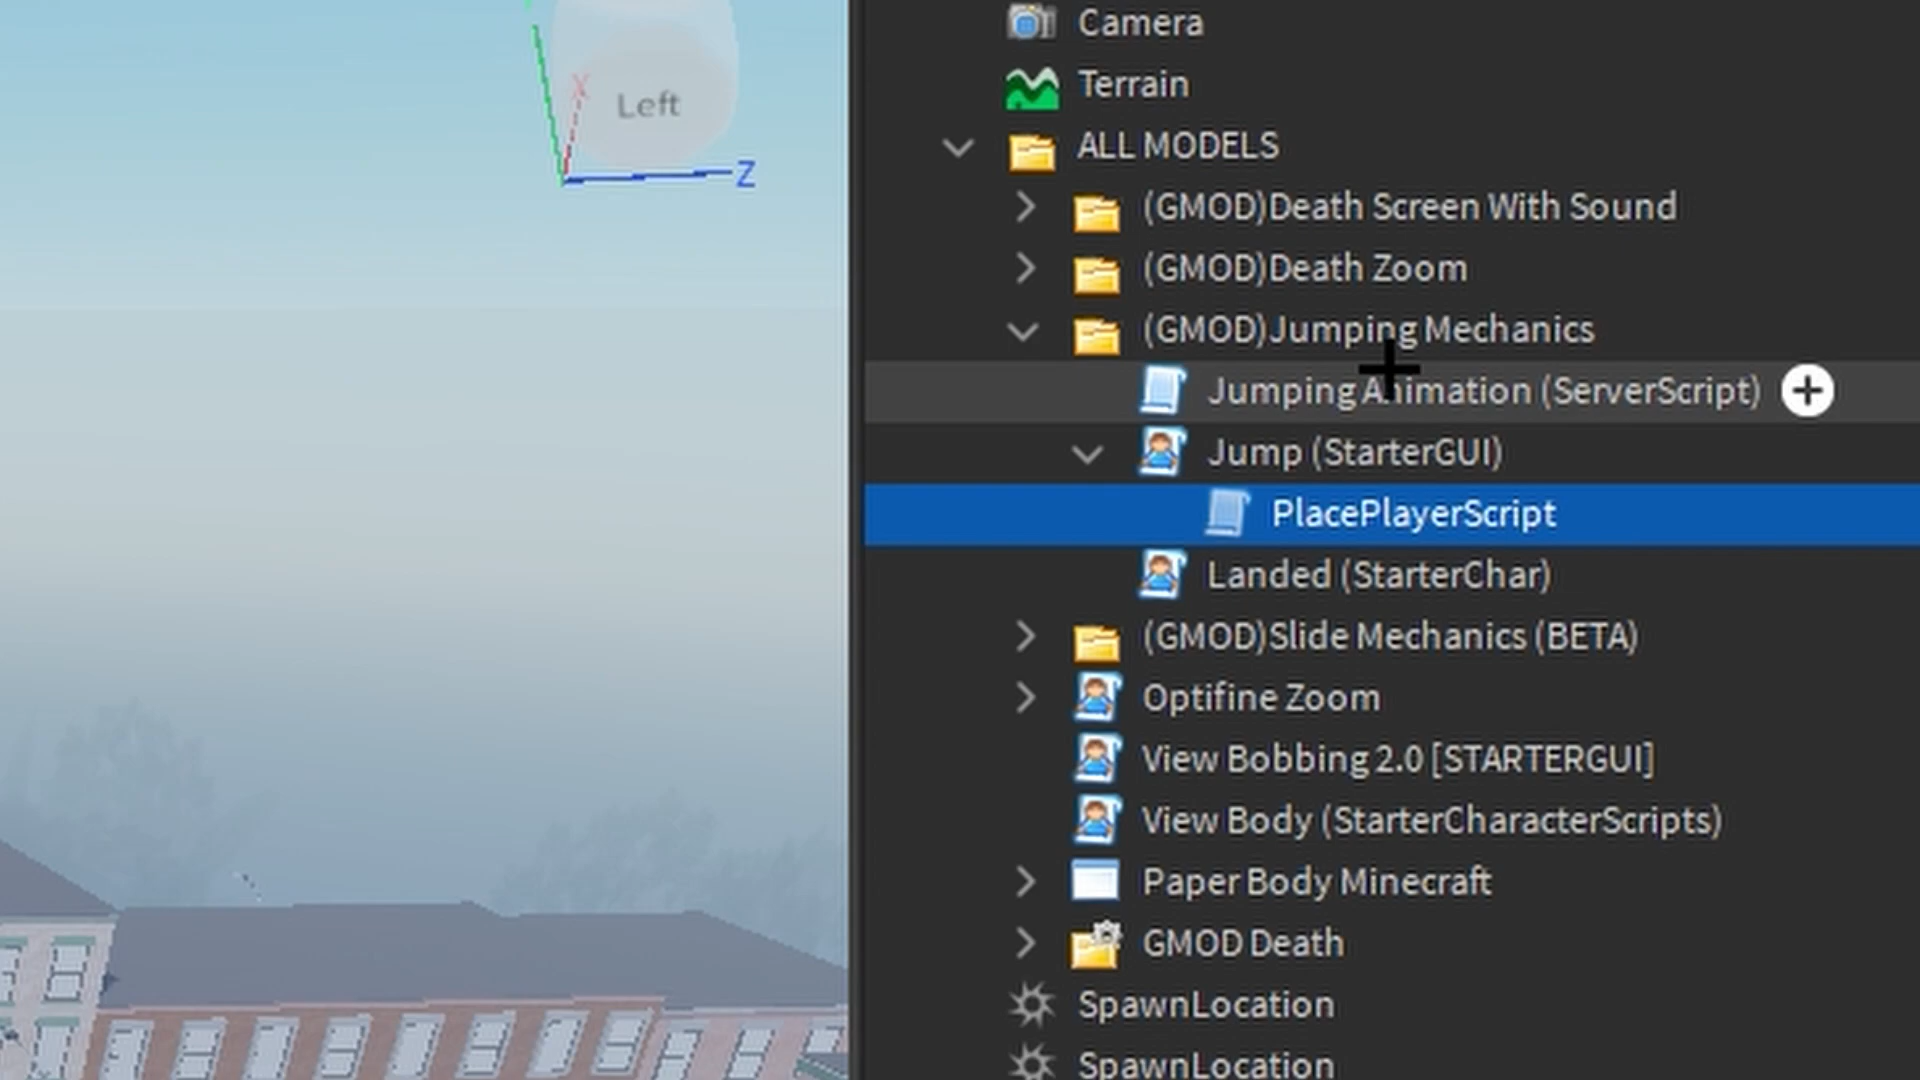 X
Left
Z
Camera
Terrain
ALL MODELS
(GMOD)Death Screen With Sound
(GMOD)Death Zoom
(GMOD)Jumping Mechanics
Jumping Animation (ServerScript)
Jump (StarterGUI)
PlacePlayerScript
Landed (StarterChar)
(GMOD)Slide Mechanics (BETA)
Optifine Zoom
View Bobbing 2.0 [STARTERGUI]
View Body (StarterCharacterScripts)
Paper Body Minecraft
GMOD Death
SpawnLocation
SpawnLocation